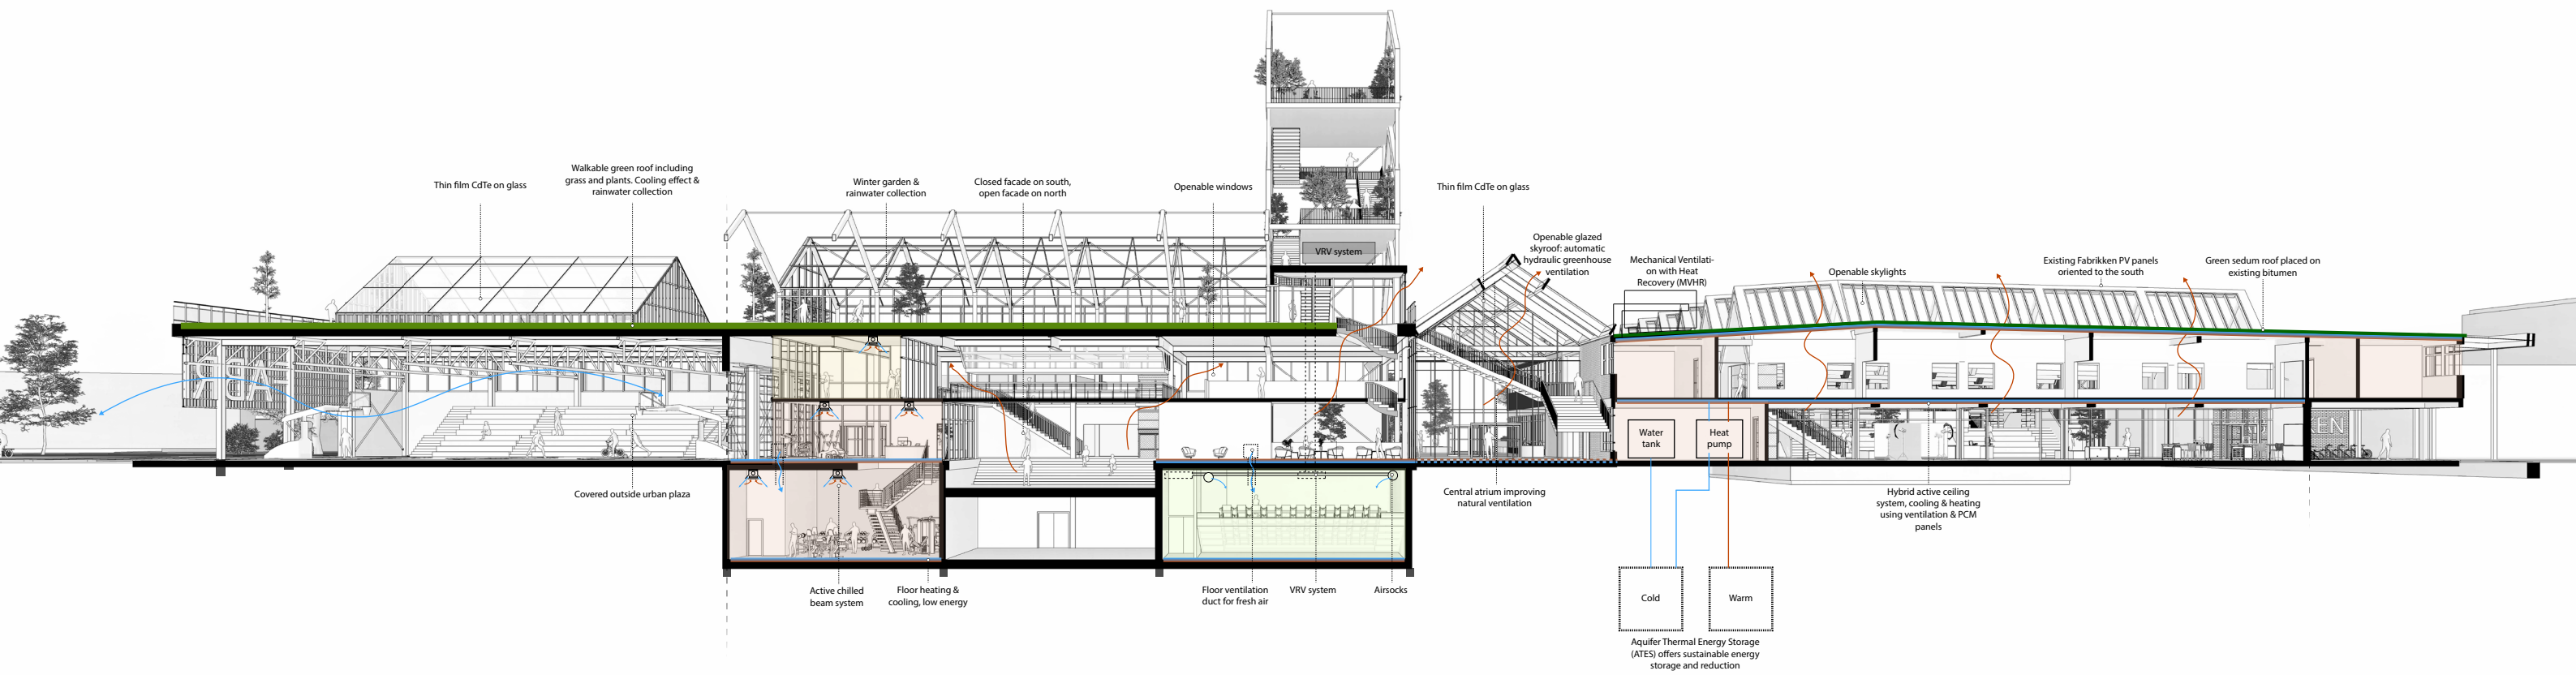 Thin film CdTe on glass
Walkable green roof including
grass and plants. Cooling effect &
rainwater collection
Winter garden &
rainwater collection
Closed facade on south,
open facade on north
Openable windows
VRV system
Thin film CdTe on glass
Openable glazed
skyroof: automatic
hydraulic greenhouse
ventilation
Mechanical Ventilati-
on with Heat
Recovery (MVHR)
Openable skylights
Existing Fabrikken PV panels
oriented to the south
Green sedum roof placed on
existing bitumen
Water
tank
Heat
pump
EN
Covered outside urban plaza
Central atrium improving
natural ventilation
Hybrid active ceiling
system, cooling & heating
using ventilation & PCM
panels
Active chilled
beam system
Floor heating &
cooling, low energy
Floor ventilation
duct for fresh air
VRV system
Airsocks
Cold
Warm
Aquifer Thermal Energy Storage
(ATES) offers sustainable energy
storage and reduction